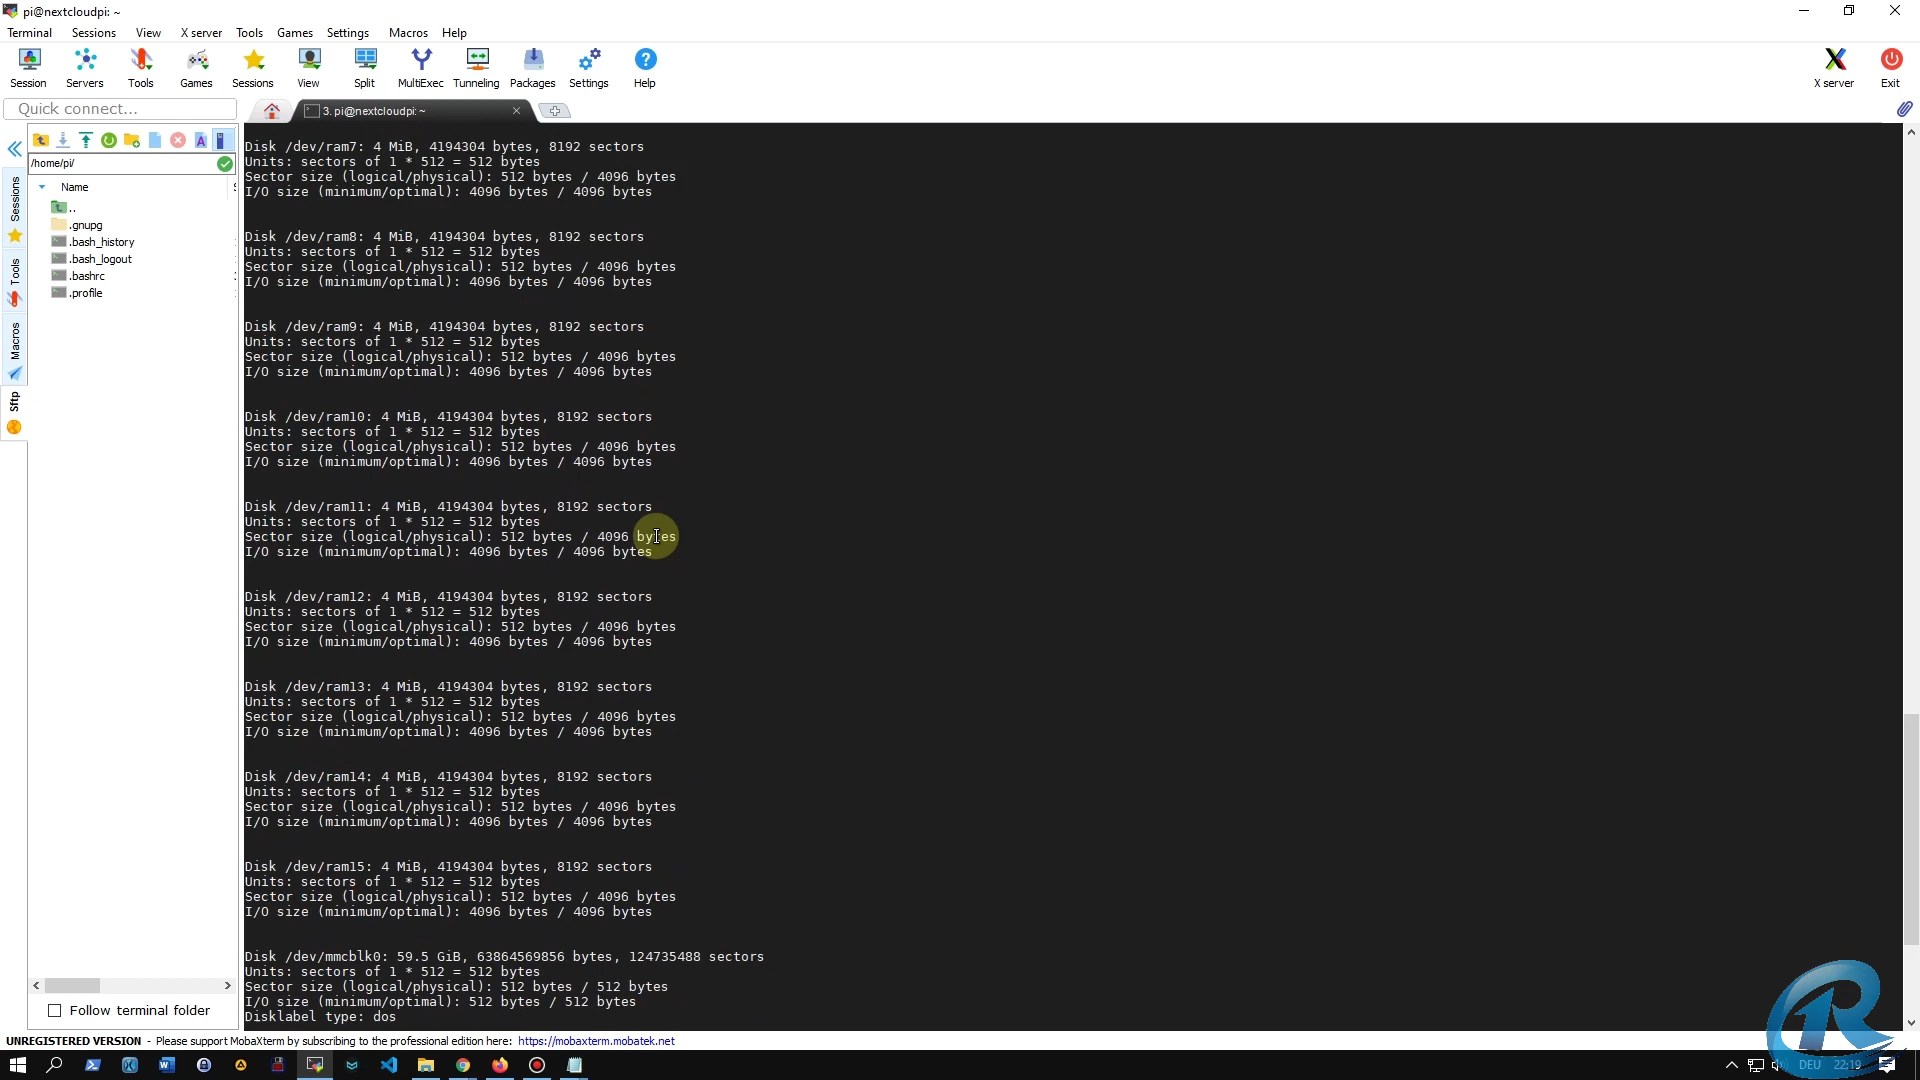 pi@nextcloudpi: ~
Terminal Sessions View X server Tools Games Settings Macros Help
Session Servers Tools Games Sessions View Split MultiExec Tunneling Packages Settings Help X server Exit
Quick connect...
3. pi@nextcloudpi: ~
/home/pi/
Name
..
.gnupg
.bash_history
.bash_logout
.bashrc
.profile
Sessions
Tools
Macros
Sftp
Follow terminal folder
Disk /dev/ram7: 4 MiB, 4194304 bytes, 8192 sectors
Units: sectors of 1 * 512 = 512 bytes
Sector size (logical/physical): 512 bytes / 4096 bytes
I/O size (minimum/optimal): 4096 bytes / 4096 bytes
Disk /dev/ram8: 4 MiB, 4194304 bytes, 8192 sectors
Units: sectors of 1 * 512 = 512 bytes
Sector size (logical/physical): 512 bytes / 4096 bytes
I/O size (minimum/optimal): 4096 bytes / 4096 bytes
Disk /dev/ram9: 4 MiB, 4194304 bytes, 8192 sectors
Units: sectors of 1 * 512 = 512 bytes
Sector size (logical/physical): 512 bytes / 4096 bytes
I/O size (minimum/optimal): 4096 bytes / 4096 bytes
Disk /dev/ram10: 4 MiB, 4194304 bytes, 8192 sectors
Units: sectors of 1 * 512 = 512 bytes
Sector size (logical/physical): 512 bytes / 4096 bytes
I/O size (minimum/optimal): 4096 bytes / 4096 bytes
Disk /dev/ram11: 4 MiB, 4194304 bytes, 8192 sectors
Units: sectors of 1 * 512 = 512 bytes
Sector size (logical/physical): 512 bytes / 4096 bytes
I/O size (minimum/optimal): 4096 bytes / 4096 bytes
Disk /dev/ram12: 4 MiB, 4194304 bytes, 8192 sectors
Units: sectors of 1 * 512 = 512 bytes
Sector size (logical/physical): 512 bytes / 4096 bytes
I/O size (minimum/optimal): 4096 bytes / 4096 bytes
Disk /dev/ram13: 4 MiB, 4194304 bytes, 8192 sectors
Units: sectors of 1 * 512 = 512 bytes
Sector size (logical/physical): 512 bytes / 4096 bytes
I/O size (minimum/optimal): 4096 bytes / 4096 bytes
Disk /dev/ram14: 4 MiB, 4194304 bytes, 8192 sectors
Units: sectors of 1 * 512 = 512 bytes
Sector size (logical/physical): 512 bytes / 4096 bytes
I/O size (minimum/optimal): 4096 bytes / 4096 bytes
Disk /dev/ram15: 4 MiB, 4194304 bytes, 8192 sectors
Units: sectors of 1 * 512 = 512 bytes
Sector size (logical/physical): 512 bytes / 4096 bytes
I/O size (minimum/optimal): 4096 bytes / 4096 bytes
Disk /dev/mmcblk0: 59.5 GiB, 63864569856 bytes, 124735488 sectors
Units: sectors of 1 * 512 = 512 bytes
Sector size (logical/physical): 512 bytes / 512 bytes
I/O size (minimum/optimal): 512 bytes / 512 bytes
Disklabel type: dos
UNREGISTERED VERSION - Please support MobaXterm by subscribing to the professional edition here: https://mobaxterm.mobatek.net
DEU 22:19